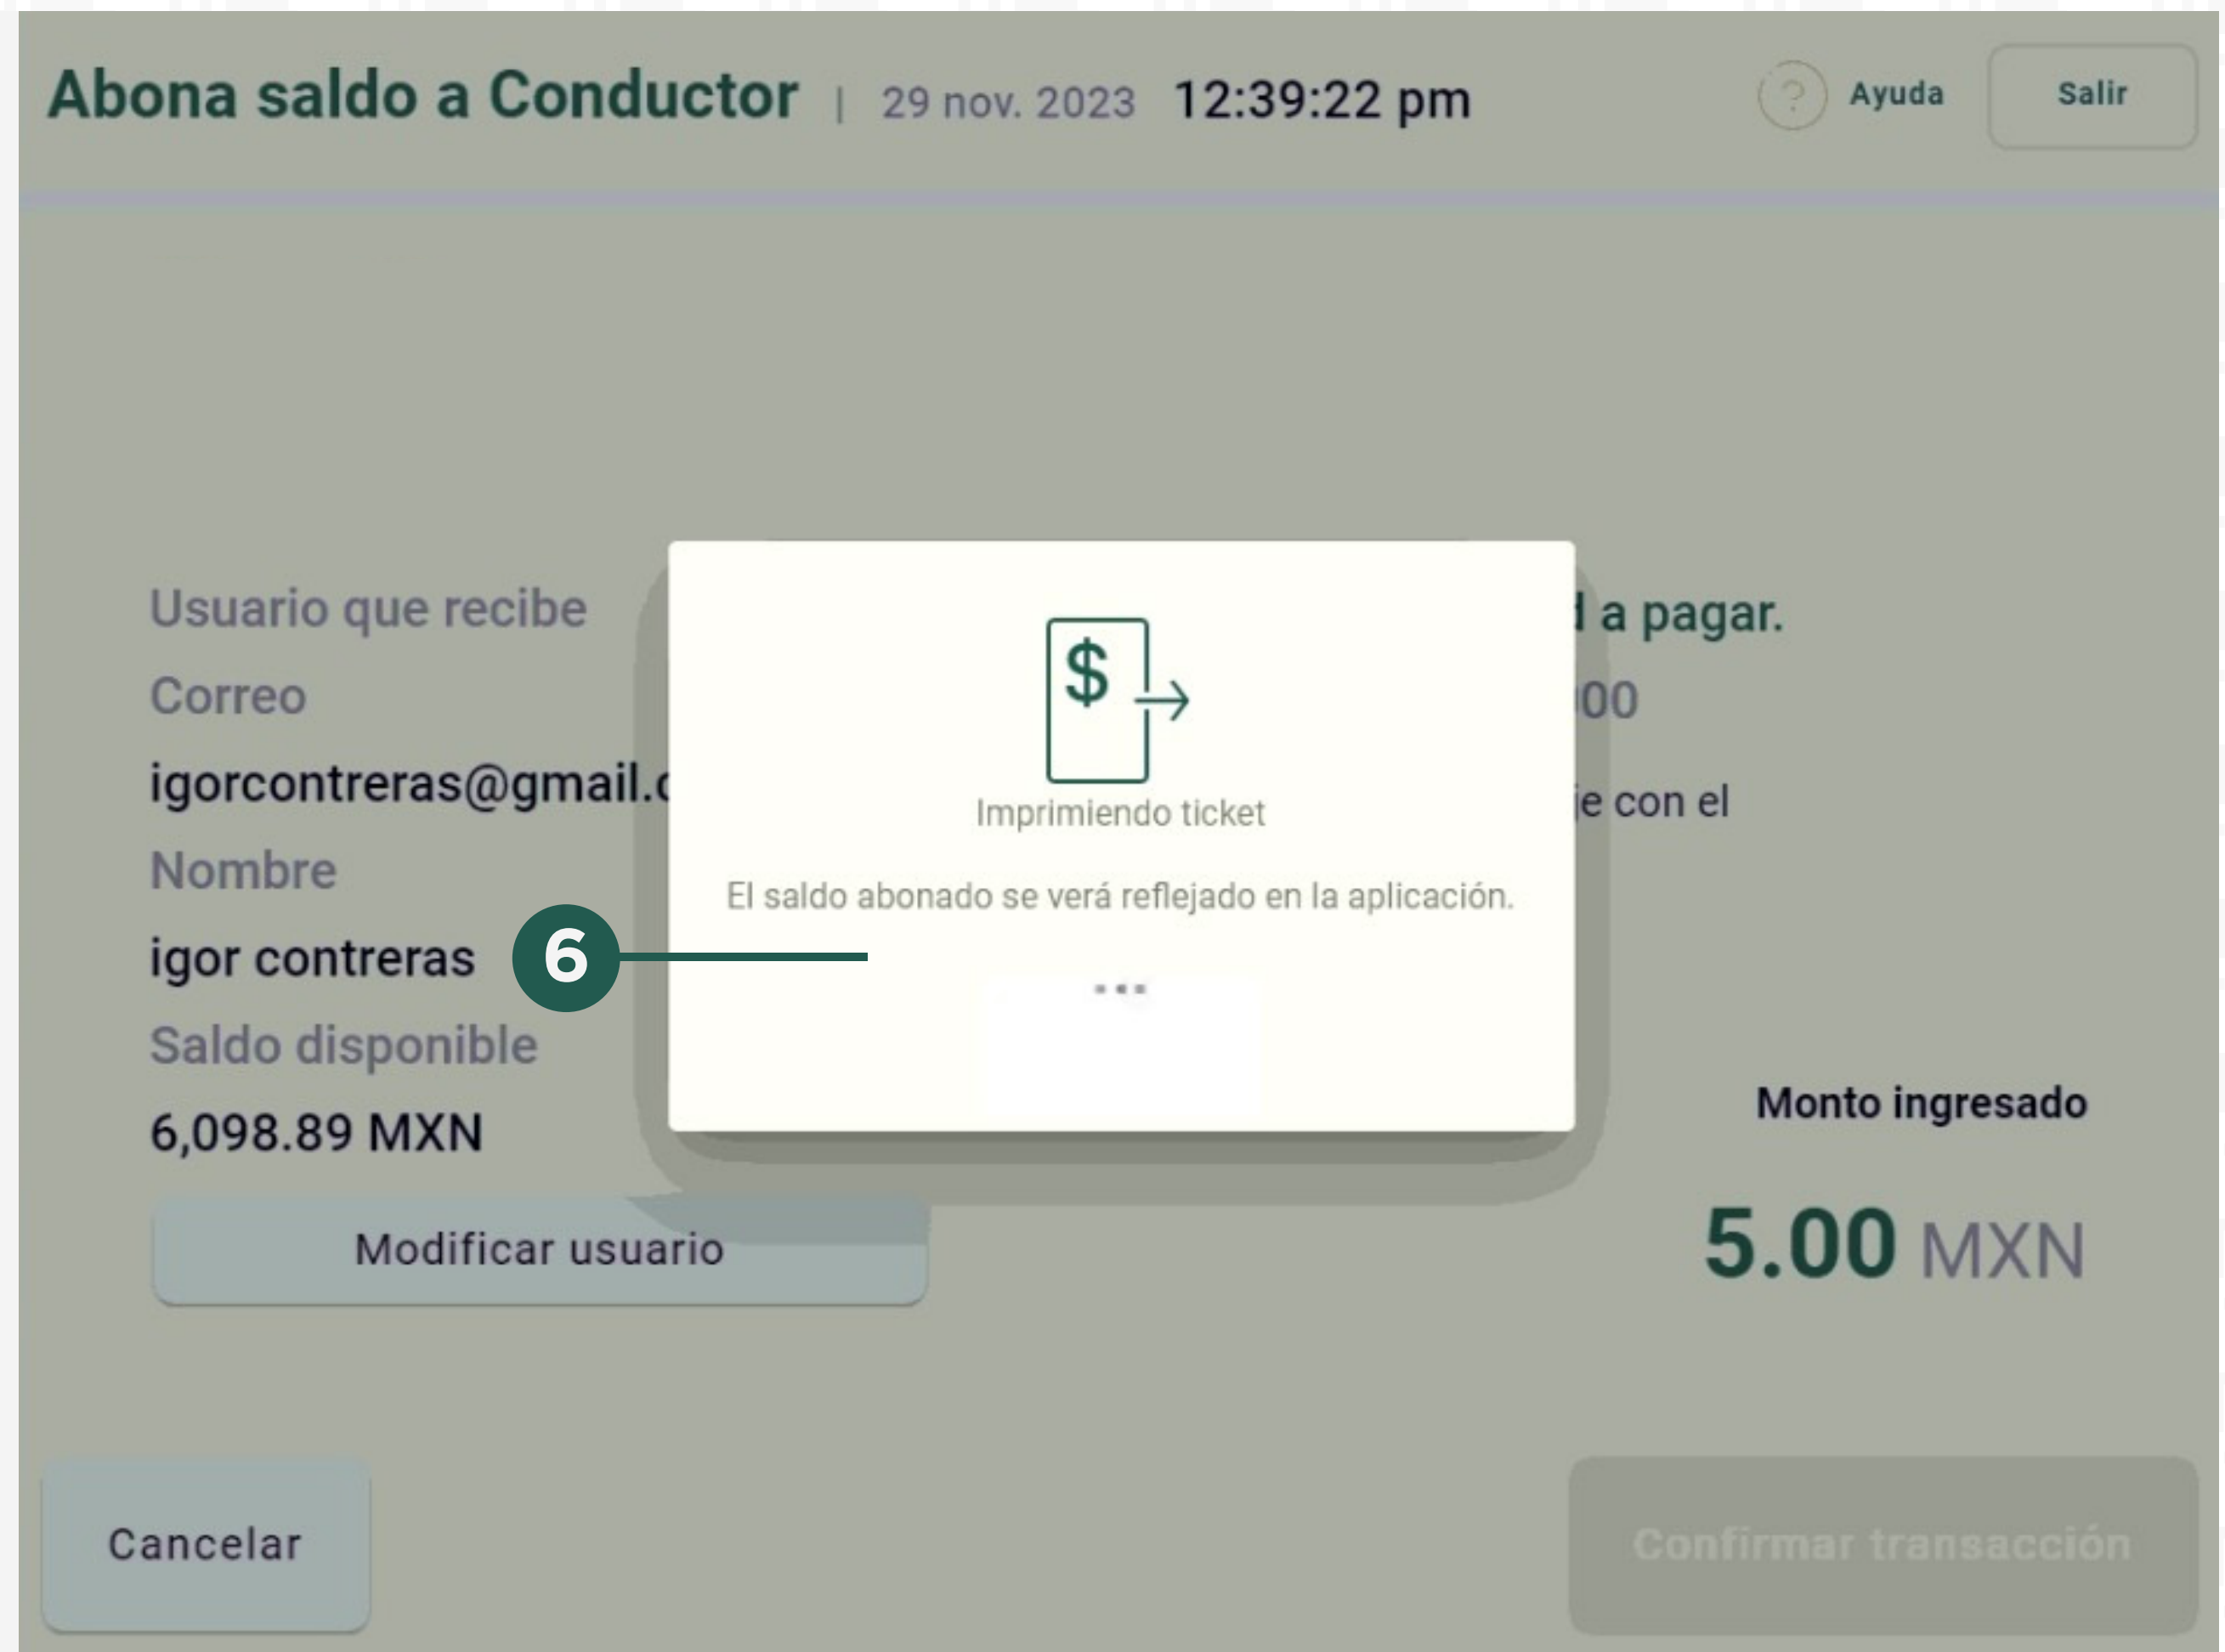 Abona saldo a Conductor | 29 nov. 2023 12:39:22 pm
? Ayuda
Salir
Usuario que recibe
Correo
igorcontreras@gmail.
Nombre
igor contreras
Saldo disponible
6,098.89 MXN
Modificar usuario
6
$
Imprimiendo ticket
El saldo abonado se verá reflejado en la aplicación.
a pagar.
00
je con el
Monto ingresado
5.00 MXN
Cancelar
Confirmar transacción